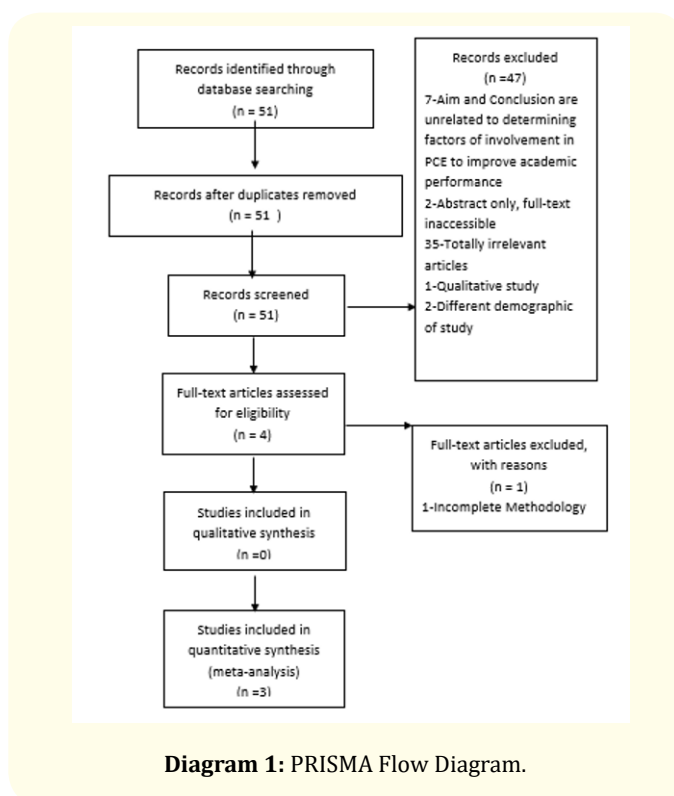 Records identified through
database searching
(n = 51)
Records after duplicates removed
(n = 51 )
Records screened
(n = 51)
Records excluded
(n =47)
7-Aim and Conclusion are
unrelated to determining
factors of involvement in
PCE to improve academic
performance
2-Abstract only, full-text
inaccessible
35-Totally irrelevant
articles
1-Qualitative study
2-Different demographic
of study
Full-text articles assessed
for eligibility
(n = 4)
Full-text articles excluded,
with reasons
(n = 1)
1-Incomplete Methodology
Studies included in
qualitative synthesis
(n =0)
Studies included in
quantitative synthesis
(meta-analysis)
(n =3)
Diagram 1: PRISMA Flow Diagram.